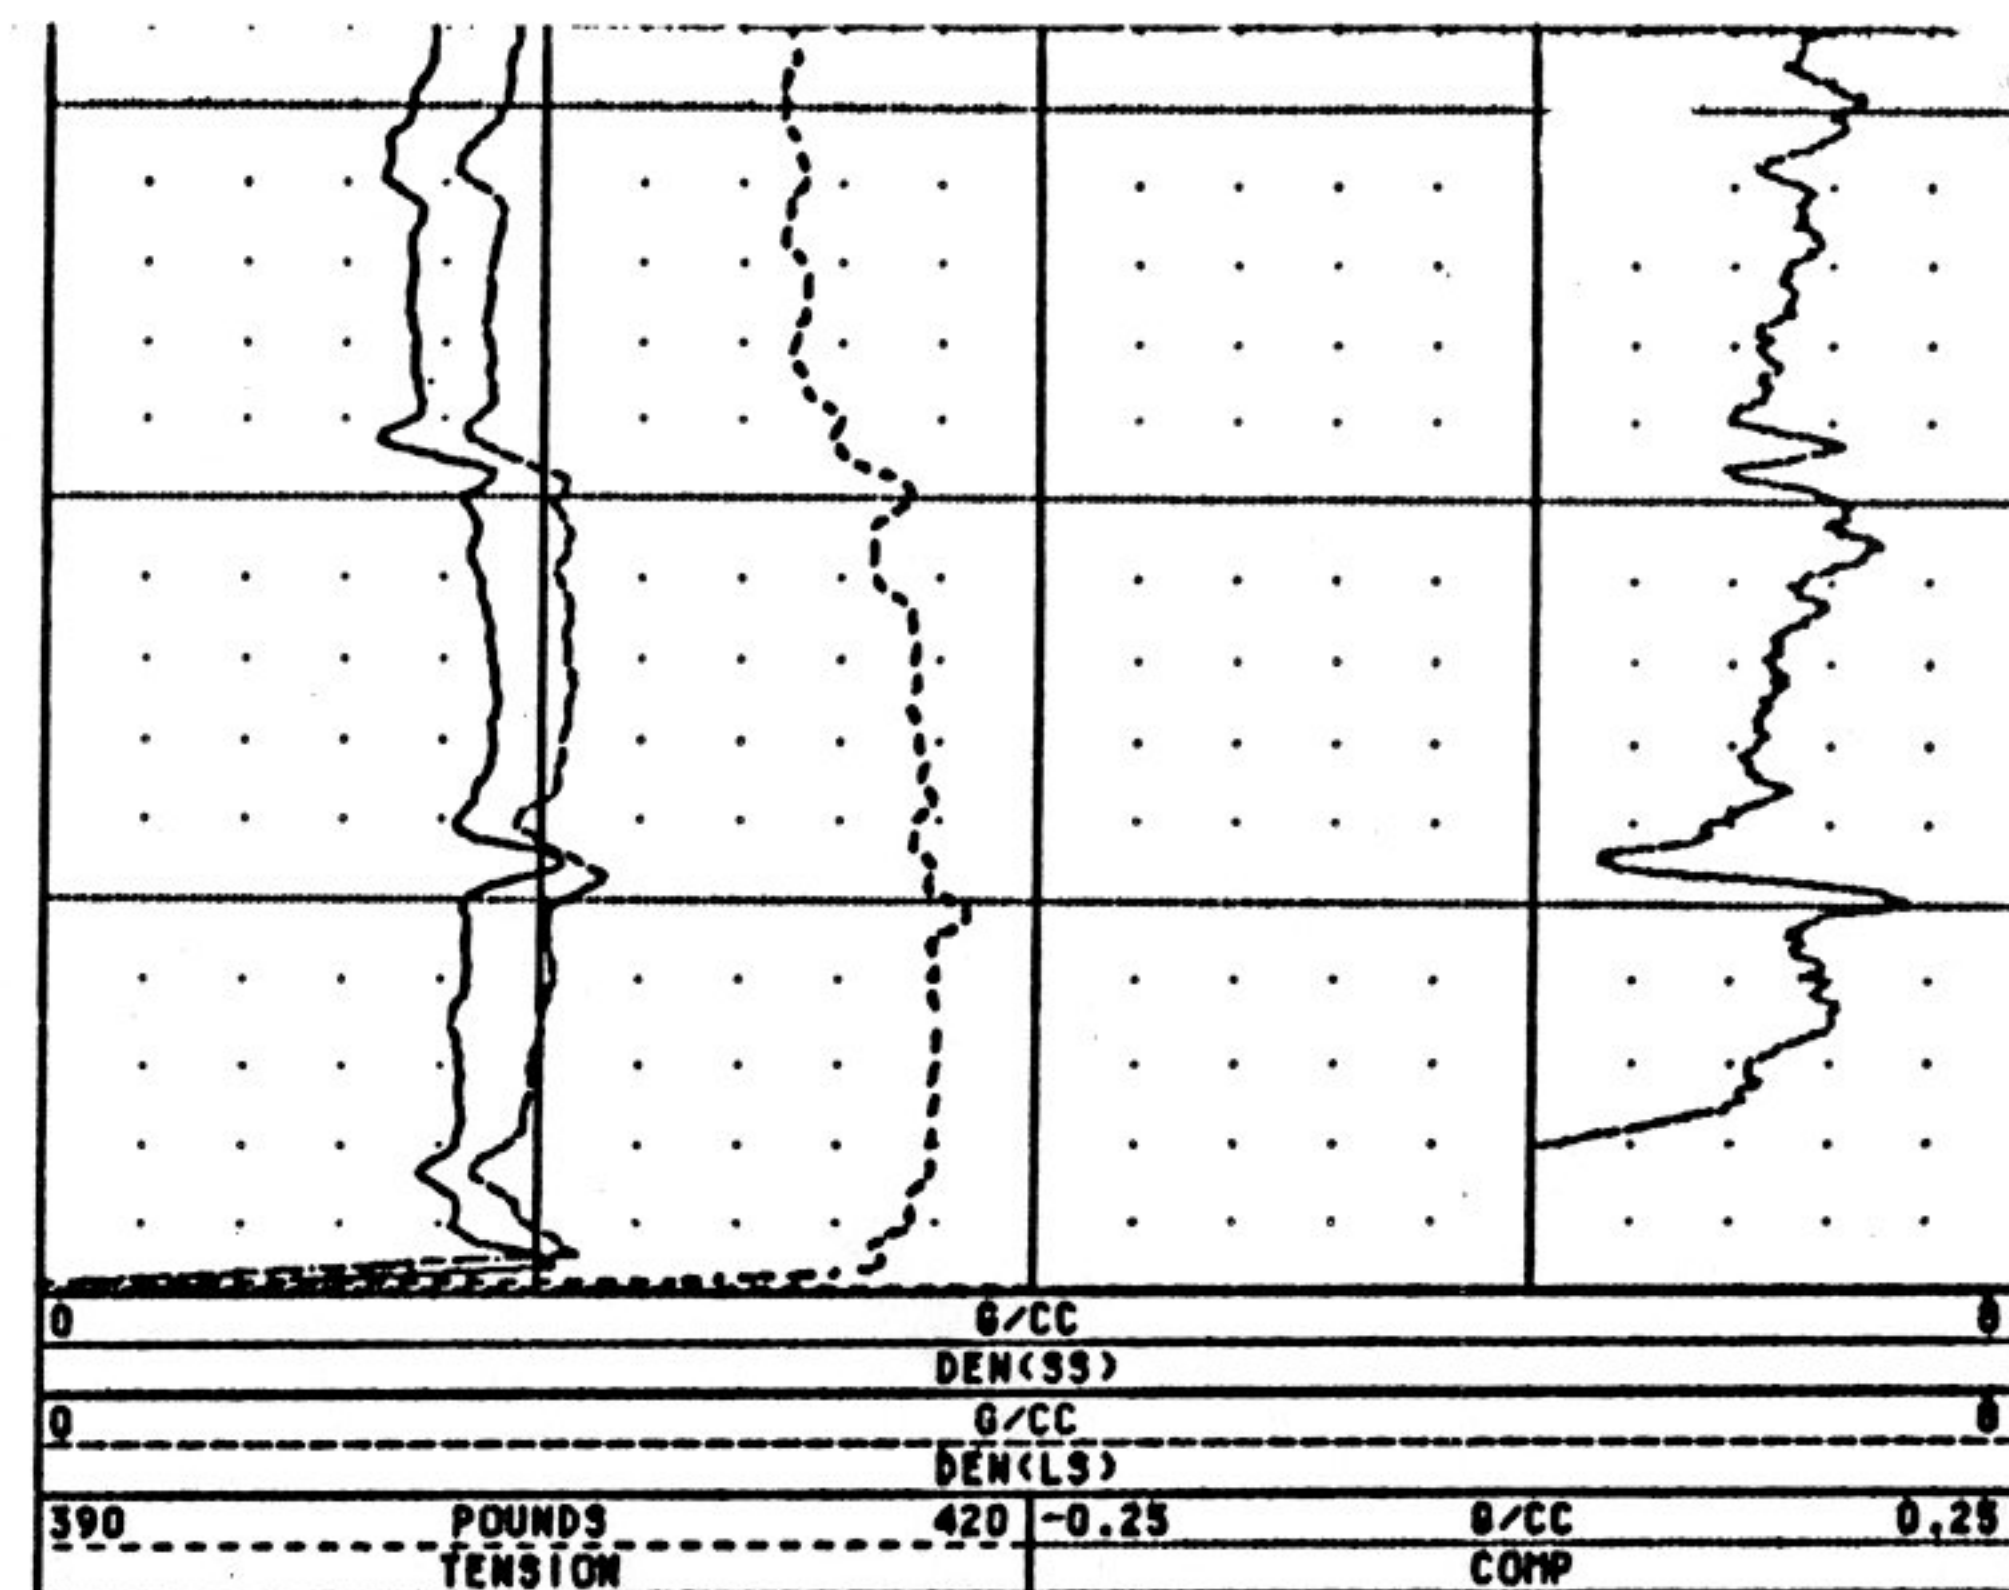 0 G/CC 8
DEN(SS)
0 G/CC 8
DEN(LS)
390 POUNDS 420 -0.25 G/CC 0.25
TENSION COMP